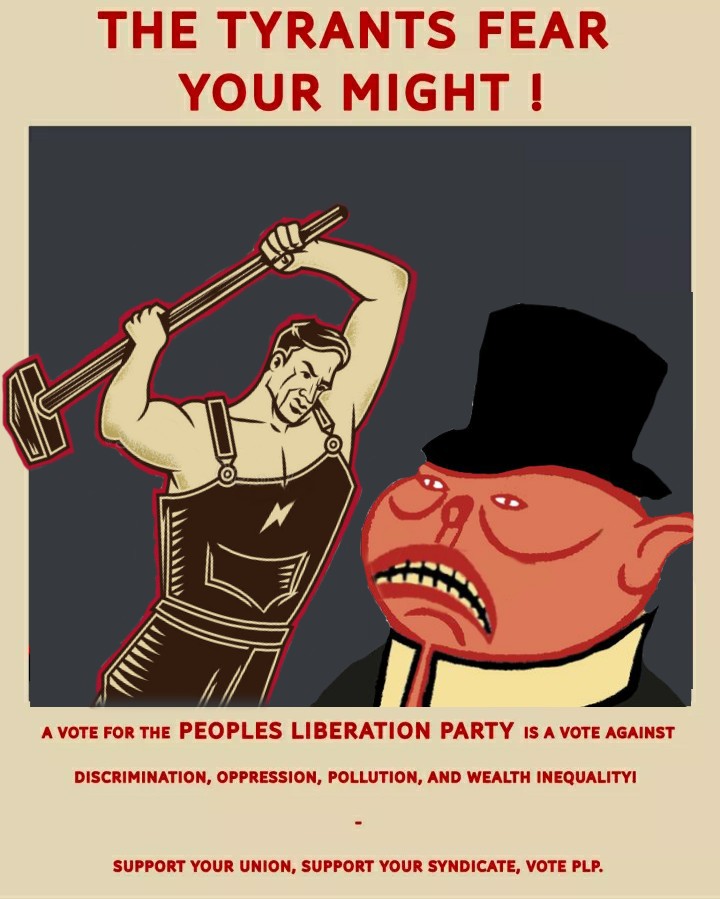 THE TYRANTS FEAR
YOUR MIGHT !
A VOTE FOR THE PEOPLES LIBERATION PARTY IS A VOTE AGAINST
DISCRIMINATION, OPPRESSION, POLLUTION, AND WEALTH INEQUALITY!
-
SUPPORT YOUR UNION, SUPPORT YOUR SYNDICATE, VOTE PLP.